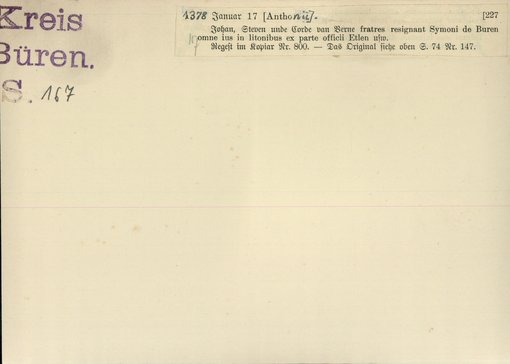 Kreis
Büren.
S. 167
1378 Januar 17 [Anthonii]. [227
Johan, Steven unde Corde van Berne fratres resignant Symoni de Buren
omne ius in litonibus ex parte officii Etlen usw.
Regest im Kopiar Nr. 800. — Das Original siehe oben S. 74 Nr. 147.